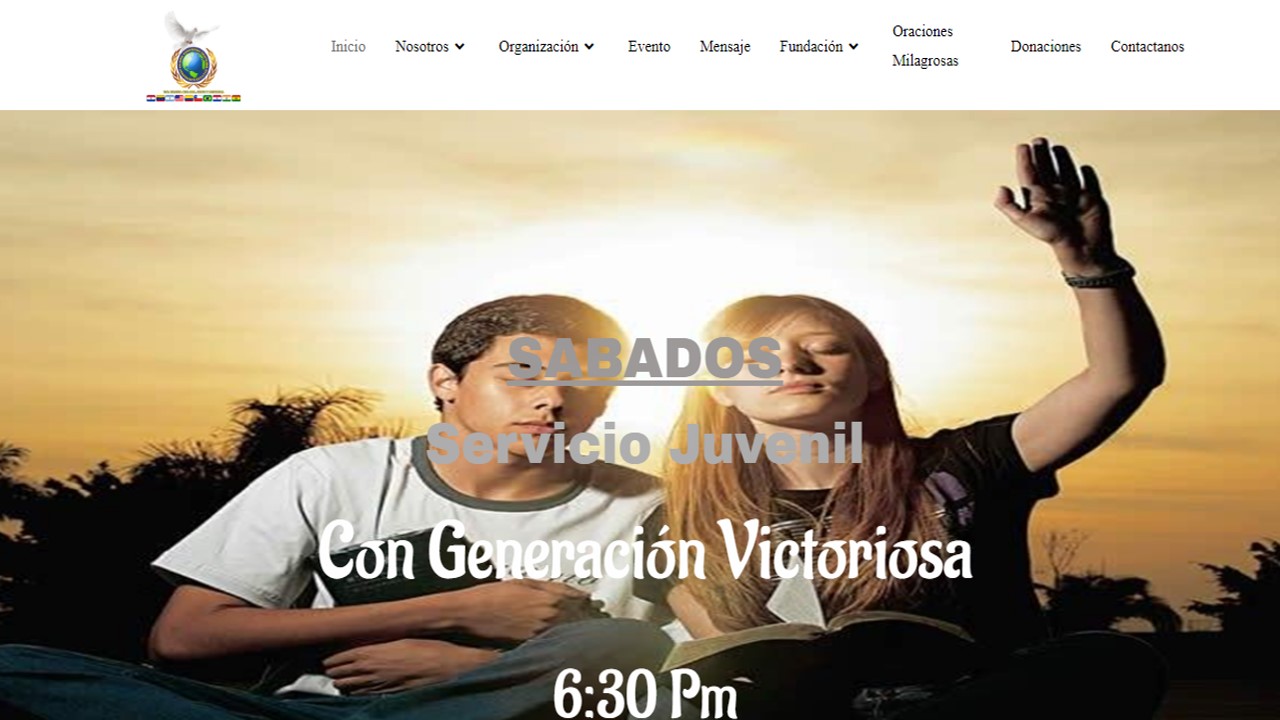 Inicio
Nosotros
Organización
Evento
Mensaje
Fundación
Oraciones
Milagrosas
Donaciones
Contactanos
SABADOS
Servicio Juvenil
Con Generación Victoriosa
6:30 Pm